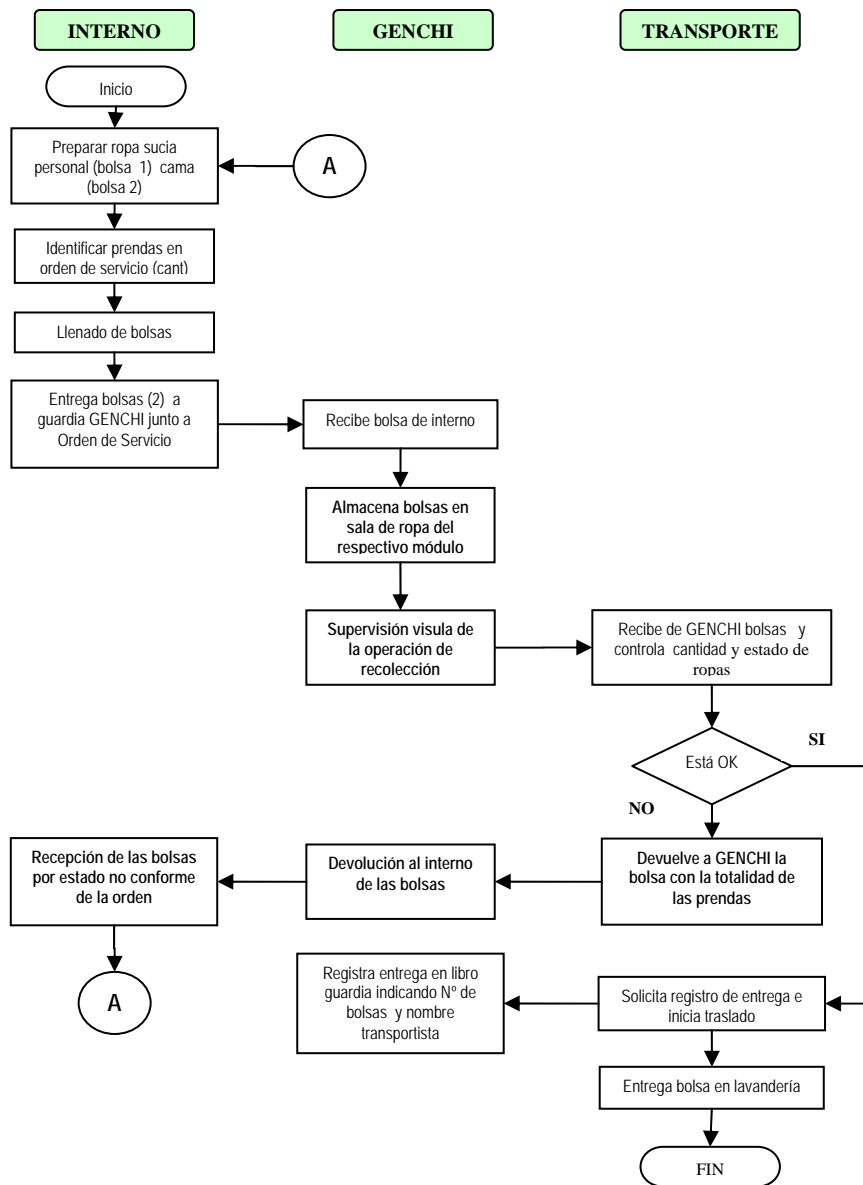 INTERNO
GENCHI
TRANSPORTE
Inicio
Preparar ropa sucia
personal (bolsa 1) cama
(bolsa 2)
A
Identificar prendas en
orden de servicio (cant)
Llenado de bolsas
Entrega bolsas (2) a
guardia GENCHI junto a
Orden de Servicio
Recibe bolsa de interno
Almacena bolsas en
sala de ropa del
respectivo módulo
Supervisión visula de
la operación de
recolección
Recibe de GENCHI bolsas y
controla cantidad y estado de
ropas
Está OK
SI
NO
Recepción de las bolsas
por estado no conforme
de la orden
Devolución al interno
de las bolsas
Devuelve a GENCHI la
bolsa con la totalidad de
las prendas
A
Registra entrega en libro
guardia indicando Nº de
bolsas y nombre
transportista
Solicita registro de entrega e
inicia traslado
Entrega bolsa en lavandería
FIN